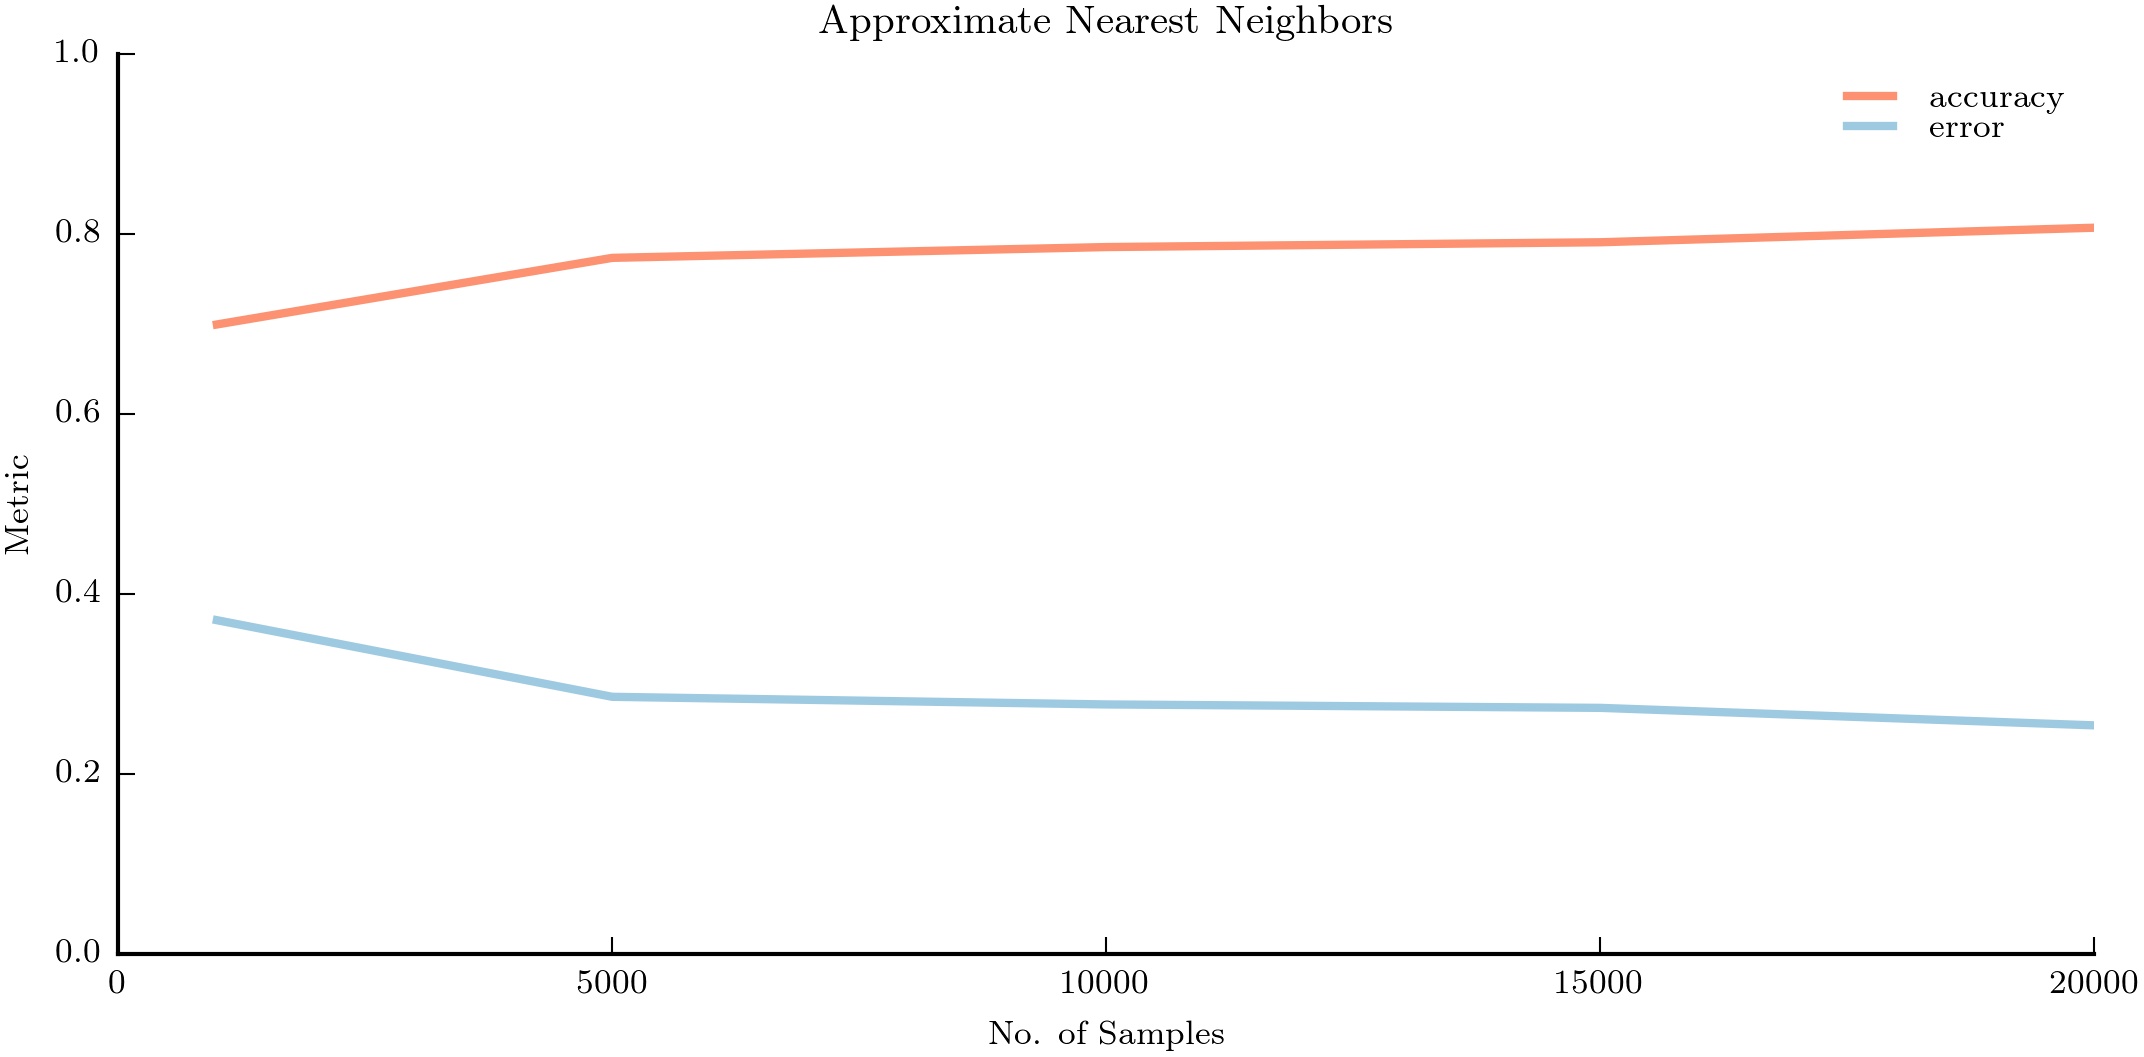 Approximate Nearest Neighbors
1.0
accuracy
error
0.8
0.6
Metric
0.4
0.2
0.0
0 5000 10000 15000 20000
No. of Samples